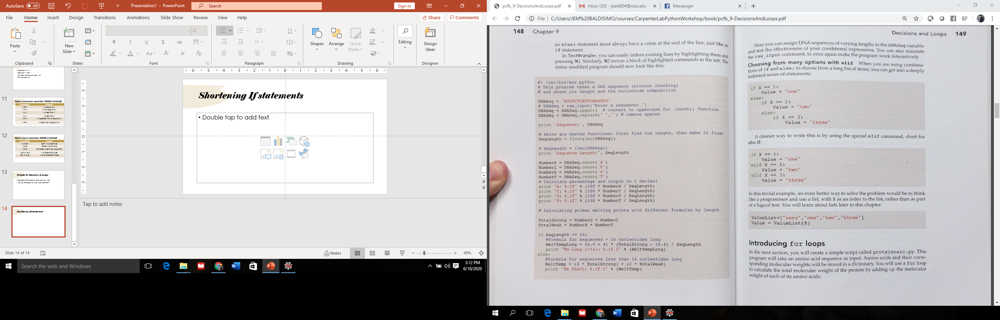 AutoSave Off Presentation1 - PowerPoint Search Sign in
File Home Insert Design Transitions Animations Slide Show Review View Help Share Comments
Paste New Slide 28 Shapes Arrange Quick Styles Editing Design Ideas
B I U S ab AV Aa A A
Clipboard Slides Font Paragraph Drawing Designer
11
Python comparison operators: TRUE or FALSE
12
Python logical operators: TRUE or FALSE
13
Chapter 9: Decisions & Loops
14
Shortening If statements
Shortening If statements
• Double tap to add text
Tap to add notes
Slide 14 of 14 Notes 45%
Search the web and Windows
3:12 PM
6/10/2020
pcfb_9-DecisionsAndLoops.pdf Inbox (30) - jbald004@odu.edu - Messenger
File C:/Users/JEM%20BALDISIMO/courses/CarpenterLabPythonWorkshop/book/pcfb_9-DecisionsAndLoops.pdf NP
148 Chapter 9
an else: statement must always have a colon at the end of the line, just like an
if statement.
In TextWrangler, you can easily indent existing lines by highlighting them and
pressing ⌘]. Similarly, ⌘[ moves a block of highlighted commands to the left. The
entire modified program should now look like this:
#! /usr/bin/env python
# This program takes a DNA sequence (without checking)
# and shows its length and the nucleotide composition
DNASeq = "ATGTCTCATTCAAAGCA"
# DNASeq = raw_input("Enter a sequence: ")
DNASeq = DNASeq.upper() # convert to uppercase for .count() function
DNASeq = DNASeq.replace(" ","") # remove spaces
print 'Sequence:', DNASeq
# below are nested functions: first find the length, then make it float
SeqLength = float(len(DNASeq))
# SeqLength = (len(DNASeq))
print "Sequence Length:", SeqLength
NumberA = DNASeq.count('A')
NumberC = DNASeq.count('C')
NumberG = DNASeq.count('G')
NumberT = DNASeq.count('T')
# Calculate percentage and output to 1 decimal
print "A: %.1f" % (100 * NumberA / SeqLength)
print "C: %.1f" % (100 * NumberC / SeqLength)
print "G: %.1f" % (100 * NumberG / SeqLength)
print "T: %.1f" % (100 * NumberT / SeqLength)
# Calculating primer melting points with different formulas by length
TotalStrong = NumberG + NumberC
TotalWeak = NumberA + NumberT
if SeqLength >= 14:
#formula for sequences > 14 nucleotides long
MeltTempLong = 64.9 + 41 * (TotalStrong - 16.4) / SeqLength
print "Tm Long (>14): %.1f C" % (MeltTempLong)
else:
#formula for sequences less than 14 nucleotides long
MeltTemp = (4 * TotalStrong) + (2 * TotalWeak)
print "Tm Short: %.1f C" % (MeltTemp)
Decisions and Loops 149
Now you can assign DNA sequences of varying lengths to the DNASeq variable
and test the effectiveness of your conditional expressions. You can also reinstate
the raw_input command, to once again make the program work interactively.
Choosing from many options with elif When you are using combina-
tions of if and else: to choose from a long list of items, you can get into a deeply
indented series of statements:
if X == 1:
Value = "one"
else:
if X == 2:
Value = "two"
else:
if X == 3:
Value = "three"
A cleaner way to write this is by using the special elif command, short for
else if:
if X == 1:
Value = "one"
elif X == 2:
Value = "two"
elif X == 3:
Value = "three"
In this trivial example, an even better way to solve the problem would be to think
like a programmer and use a list, with X as an index to the list, rather than as part
of a logical test. You will learn about lists later in this chapter:
ValueList=["zero","one","two","three"]
Value = ValueList[X]
Introducing for loops
In the next section, you will create a simple script called proteincalc.py. This
program will take an amino acid sequence as input. Amino acids and their corre-
sponding molecular weights will be stored in a dictionary. You will use a for loop
to calculate the total molecular weight of the protein by adding up the molecular
weight of each of its amino acids.